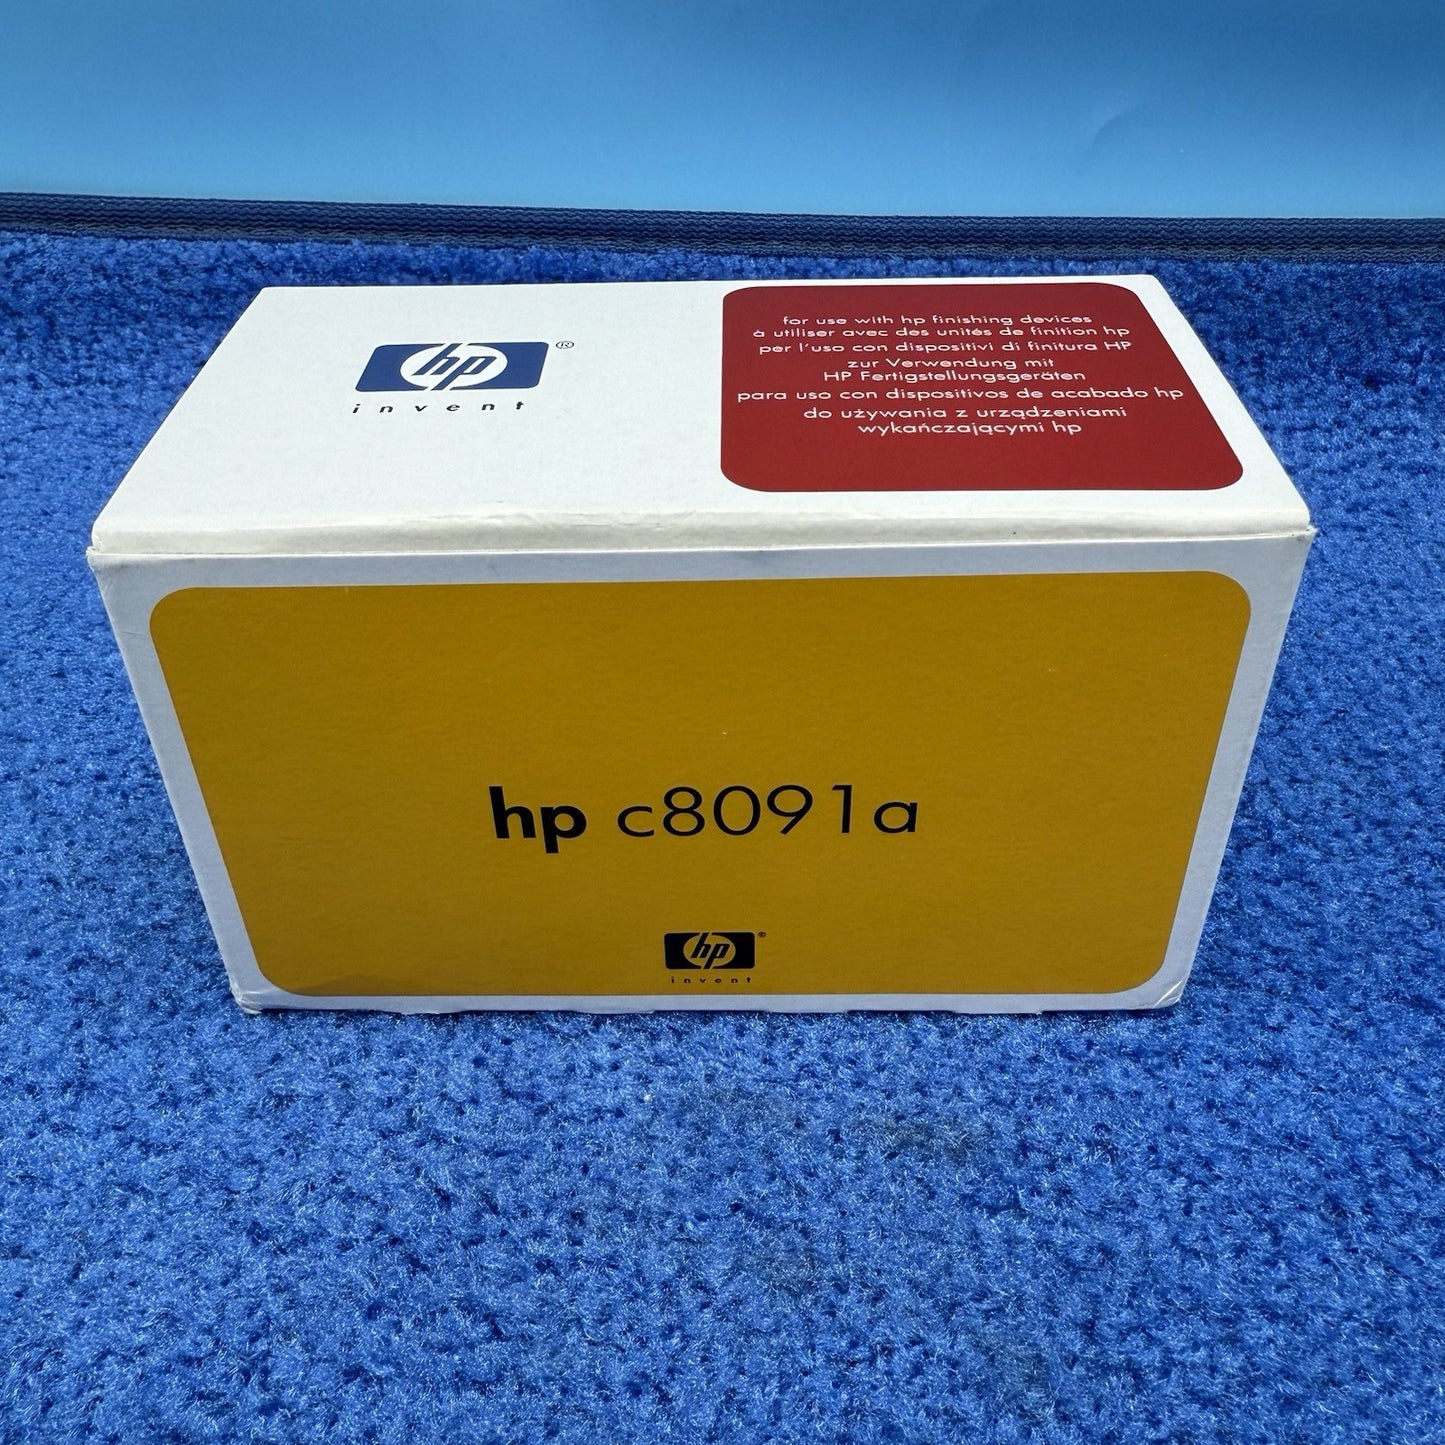 hp ®
invent
for use with hp finishing devices
à utiliser avec des unités de finition hp
per l'uso con dispositivi di finitura HP
zur Verwendung mit
HP Fertigstellungsgeräten
para uso con dispositivos de acabado hp
do używania z urządzeniami
wykańczającymi hp
hp c8091a
hp ®
invent